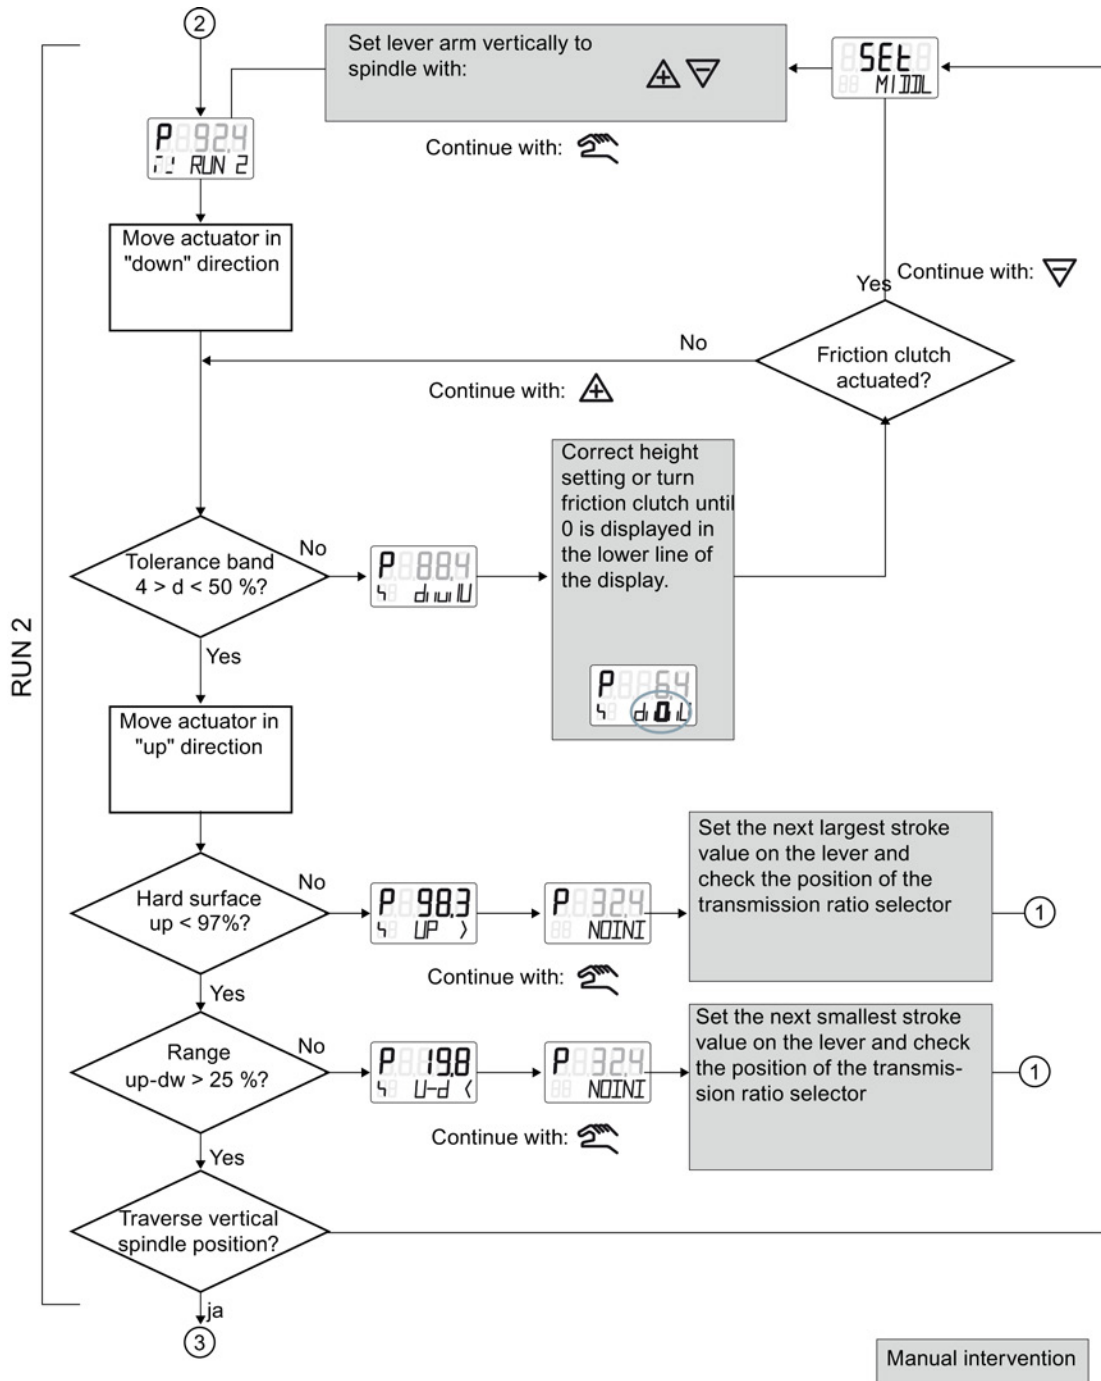 2
Set lever arm vertically to
spindle with:
SEt
MIDDL
Continue with:
P 92.4
RUN 2
Move actuator in
"down" direction
Continue with:
Yes
No
Friction clutch
actuated?
Continue with:
Correct height
setting or turn
friction clutch until
0 is displayed in
the lower line of
the display.
Tolerance band
4 > d < 50 %?
No
P 88.4
P 6.4
Yes
RUN 2
Move actuator in
"up" direction
Hard surface
up < 97%?
No
P 98.3
UP >
P 32.4
NOINI
Set the next largest stroke
value on the lever and
check the position of the
transmission ratio selector
1
Continue with:
Yes
Range
up-dw > 25 %?
No
P 19.8
U-d <
P 32.4
NOINI
Set the next smallest stroke
value on the lever and check
the position of the transmis-
sion ratio selector
1
Continue with:
Yes
Traverse vertical
spindle position?
ja
3
Manual intervention